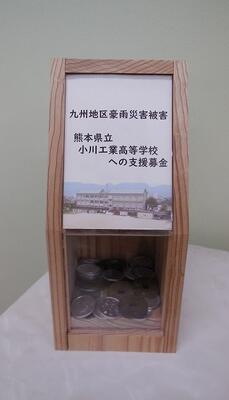 九州地区豪雨災害被害
熊本県立
小川工業高等学校
への支援募金